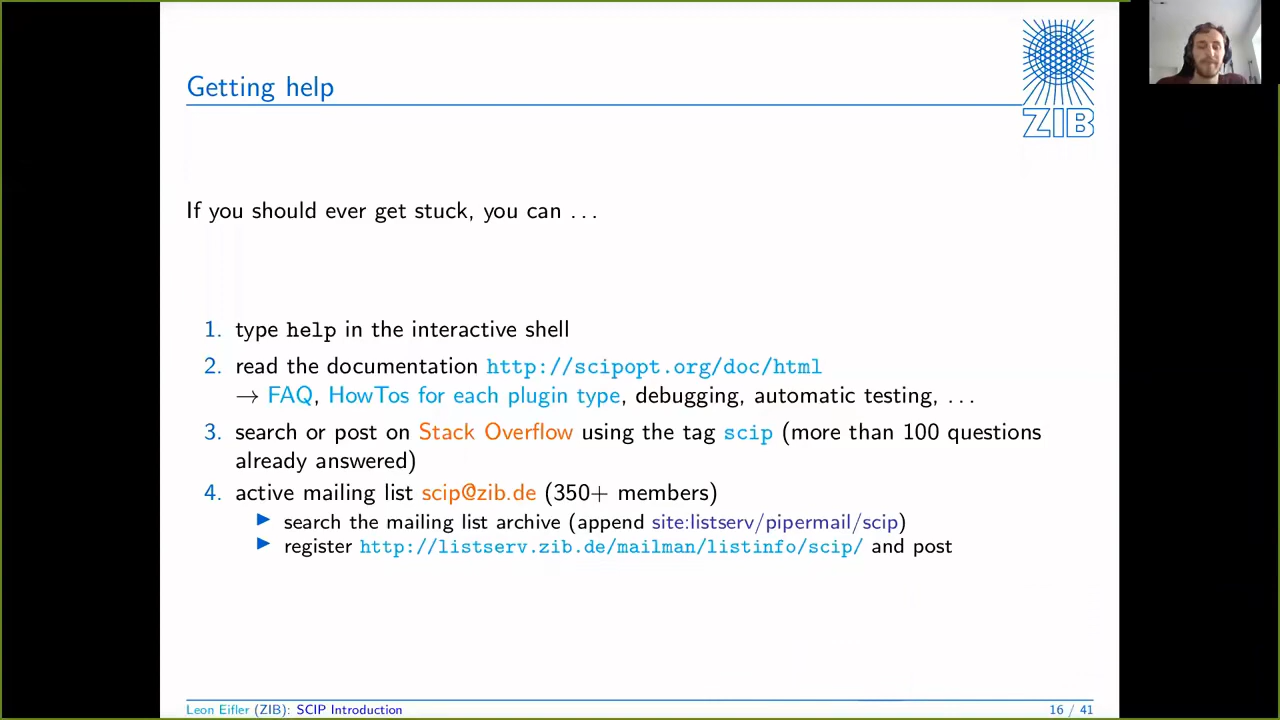 Getting help
ZIB
If you should ever get stuck, you can ...
1. type help in the interactive shell
2. read the documentation http://scipopt.org/doc/html
→ FAQ, HowTos for each plugin type, debugging, automatic testing, ...
3. search or post on Stack Overflow using the tag scip (more than 100 questions
already answered)
4. active mailing list scip@zib.de (350+ members)
▶ search the mailing list archive (append site:listserv/pipermail/scip)
▶ register http://listserv.zib.de/mailman/listinfo/scip/ and post
Leon Eifler (ZIB): SCIP Introduction
16 / 41